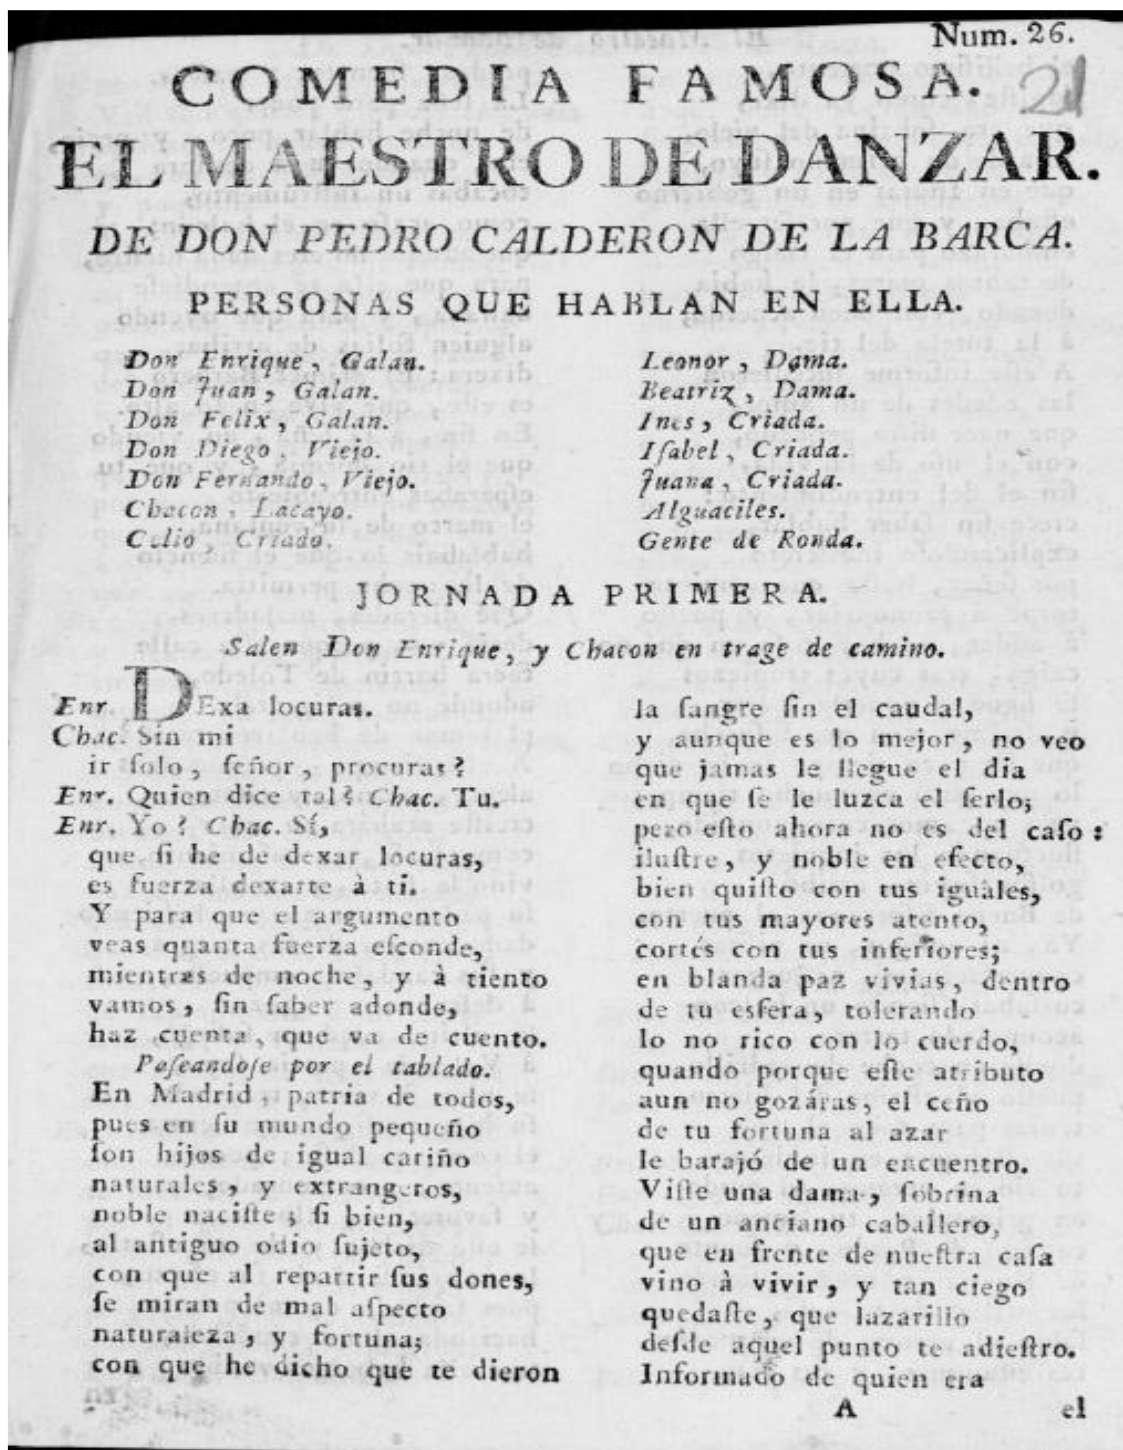 Num. 26.
21
COMEDIA FAMOSA.
EL MAESTRO DE DANZAR.
DE DON PEDRO CALDERON DE LA BARCA.
PERSONAS QUE HABLAN EN ELLA.
Don Enrique, Galan.
Don Juan, Galan.
Don Felix, Galan.
Don Diego, Viejo.
Don Fernando, Viejo.
Chacon, Lacayo.
Celio, Criado.
Leonor, Dama.
Beatriz, Dama.
Ines, Criada.
Iſabel, Criada.
Juana, Criada.
Alguaciles.
Gente de Ronda.
JORNADA PRIMERA.
Salen Don Enrique, y Chacon en trage de camino.
Enr. DExa locuras.
Chac. Sin mi
ir ſolo, ſeñor, procuras?
Enr. Quien dice tal? Chac. Tu.
Enr. Yo? Chac. Sí,
que ſi he de dexar locuras,
es fuerza dexarte à ti.
Y para que el argumento
veas quanta fuerza eſconde,
mientras de noche, y à tiento
vamos, ſin ſaber adonde,
haz cuenta, que va de cuento.
Paſeandoſe por el tablado.
En Madrid, patria de todos,
pues en ſu mundo pequeño
ſon hijos de igual cariño
naturales, y extrangeros,
noble naciſte; ſi bien,
al antiguo odio ſujeto,
con que al repartir ſus dones,
ſe miran de mal aſpecto
naturaleza, y fortuna;
con que he dicho que te dieron
la ſangre ſin el caudal,
y aunque es lo mejor, no veo
que jamas le llegue el dia
en que ſe le luzca el ſerlo;
pero eſto ahora no es del caſo:
iluſtre, y noble en efecto,
bien quiſto con tus iguales,
con tus mayores atento,
cortés con tus inferiores;
en blanda paz vivias, dentro
de tu esfera, tolerando
lo no rico con lo cuerdo,
quando porque eſte atributo
aun no gozáras, el ceño
de tu fortuna al azar
le barajó de un encuentro.
Viſte una dama, ſobrina
de un anciano caballero,
que en frente de nueſtra caſa
vino à vivir, y tan ciego
quedaſte, que lazarillo
deſde aquel punto te adieſtro.
Informado de quien era
A
el